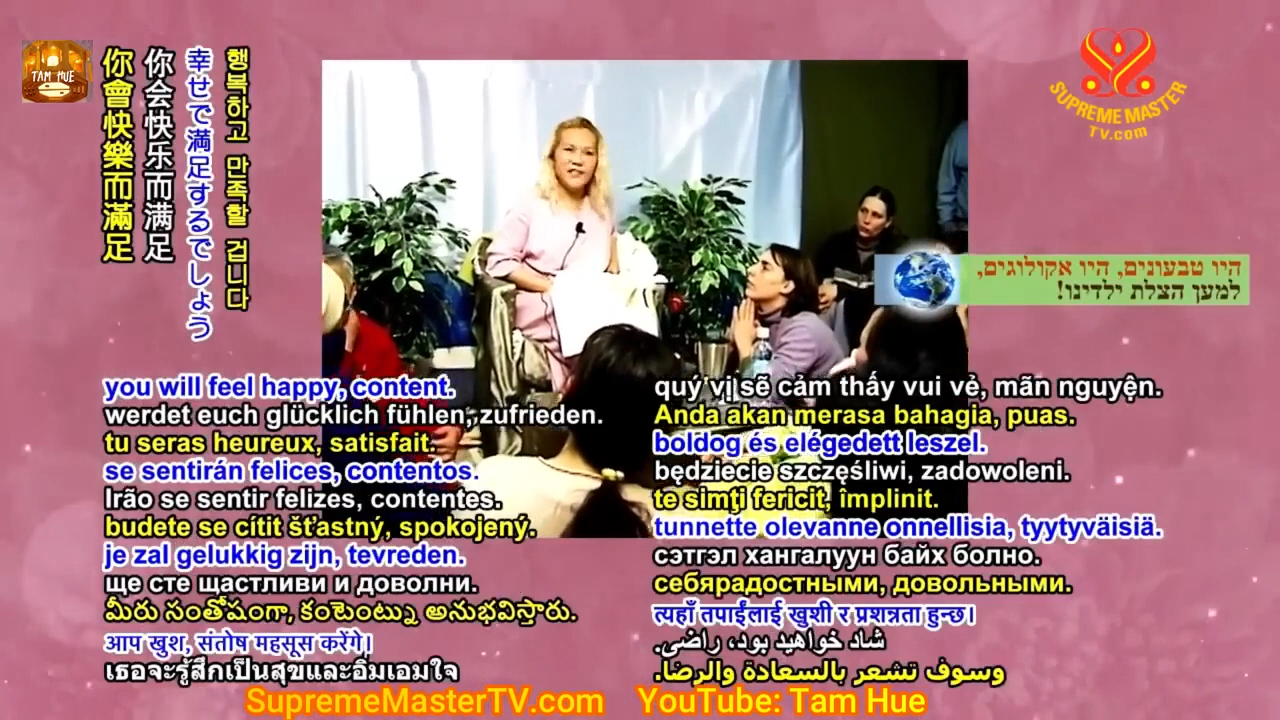 TAM HUE
你會快樂而滿足
你会快乐而满足
幸せで満足するでしょう
행복하고 만족할 겁니다
SUPREME MASTER
TV.com
היו טבעונים, היו אקולוגים,
למען הצלת ילדינו!
you will feel happy, content.
werdet euch glücklich fühlen, zufrieden.
tu seras heureux, satisfait.
se sentirán felices, contentos.
Irão se sentir felizes, contentes.
budete se cítit šťastný, spokojený.
je zal gelukkig zijn, tevreden.
ще сте щастливи и доволни.
మీరు సంతోషంగా, కంటెంట్ను అనుభవిస్తారు.
आप खुश, संतोष महसूस करेंगे।
เธอจะรู้สึกเป็นสุขและอิ่มเอมใจ
quý vị sẽ cảm thấy vui vẻ, mãn nguyện.
Anda akan merasa bahagia, puas.
boldog és elégedett leszel.
będziecie szczęśliwi, zadowoleni.
te simţi fericit, împlinit.
tunnette olevanne onnellisia, tyytyväisiä.
сэтгэл хангалуун байх болно.
себярадостными, довольными.
त्यहाँ तपाईंलाई खुशी र प्रशन्नता हुन्छ।
شاد خواهید بود، راضی.
وسوف تشعر بالسعادة والرضا.
SupremeMasterTV.com YouTube: Tam Hue